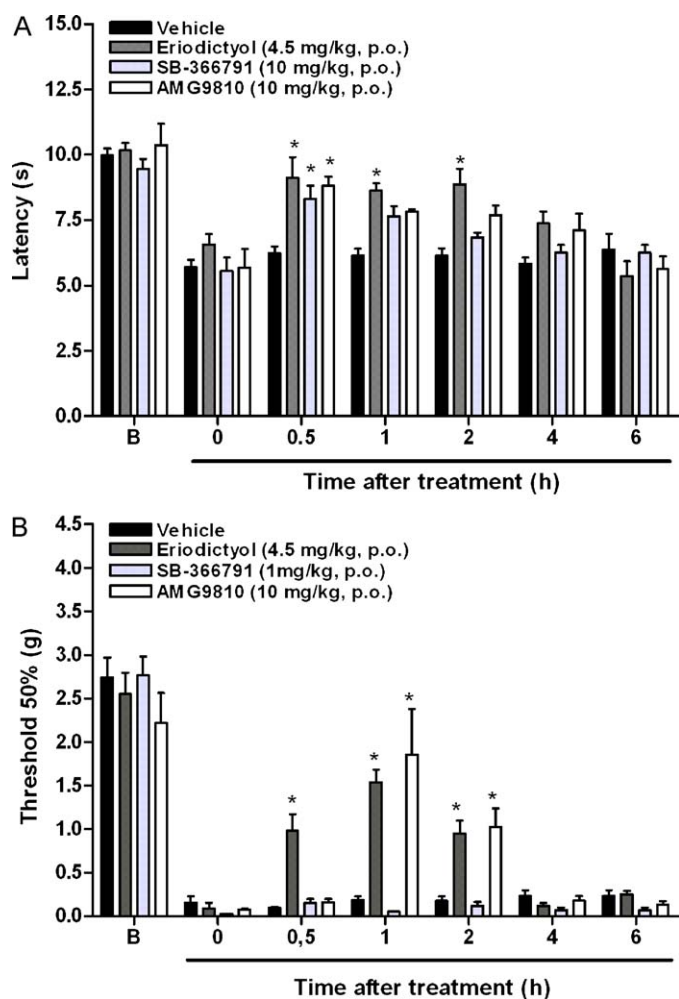 A
Vehicle
Eriodictyol (4.5 mg/kg, p.o.)
SB-366791 (10 mg/kg, p.o.)
AMG9810 (10 mg/kg, p.o.)
Latency (s)
15.0
12.5
10.0
7.5
5.0
2.5
0.0
* * * * *
B 0 0.5 1 2 4 6
Time after treatment (h)
B
Vehicle
Eriodictyol (4.5 mg/kg, p.o.)
SB-366791 (1mg/kg, p.o.)
AMG9810 (10 mg/kg, p.o.)
Threshold 50% (g)
4.5
4.0
3.5
3.0
2.5
2.0
1.5
1.0
0.5
0.0
* * * * *
B 0 0,5 1 2 4 6
Time after treatment (h)